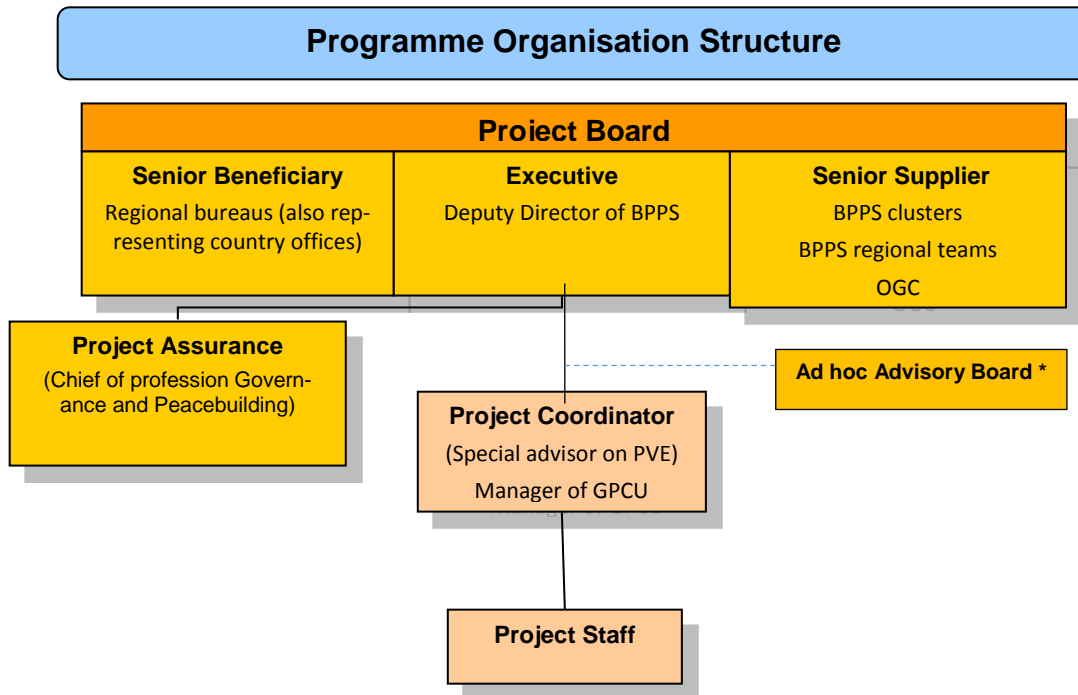 Programme Organisation Structure
Project Board
Senior Beneficiary
Regional bureaus (also rep-
resenting country offices)
Executive
Deputy Director of BPPS
Senior Supplier
BPPS clusters
BPPS regional teams
OGC
Project Assurance
(Chief of profession Govern-
ance and Peacebuilding)
Ad hoc Advisory Board *
Project Coordinator
(Special advisor on PVE)
Manager of GPCU
Project Staff